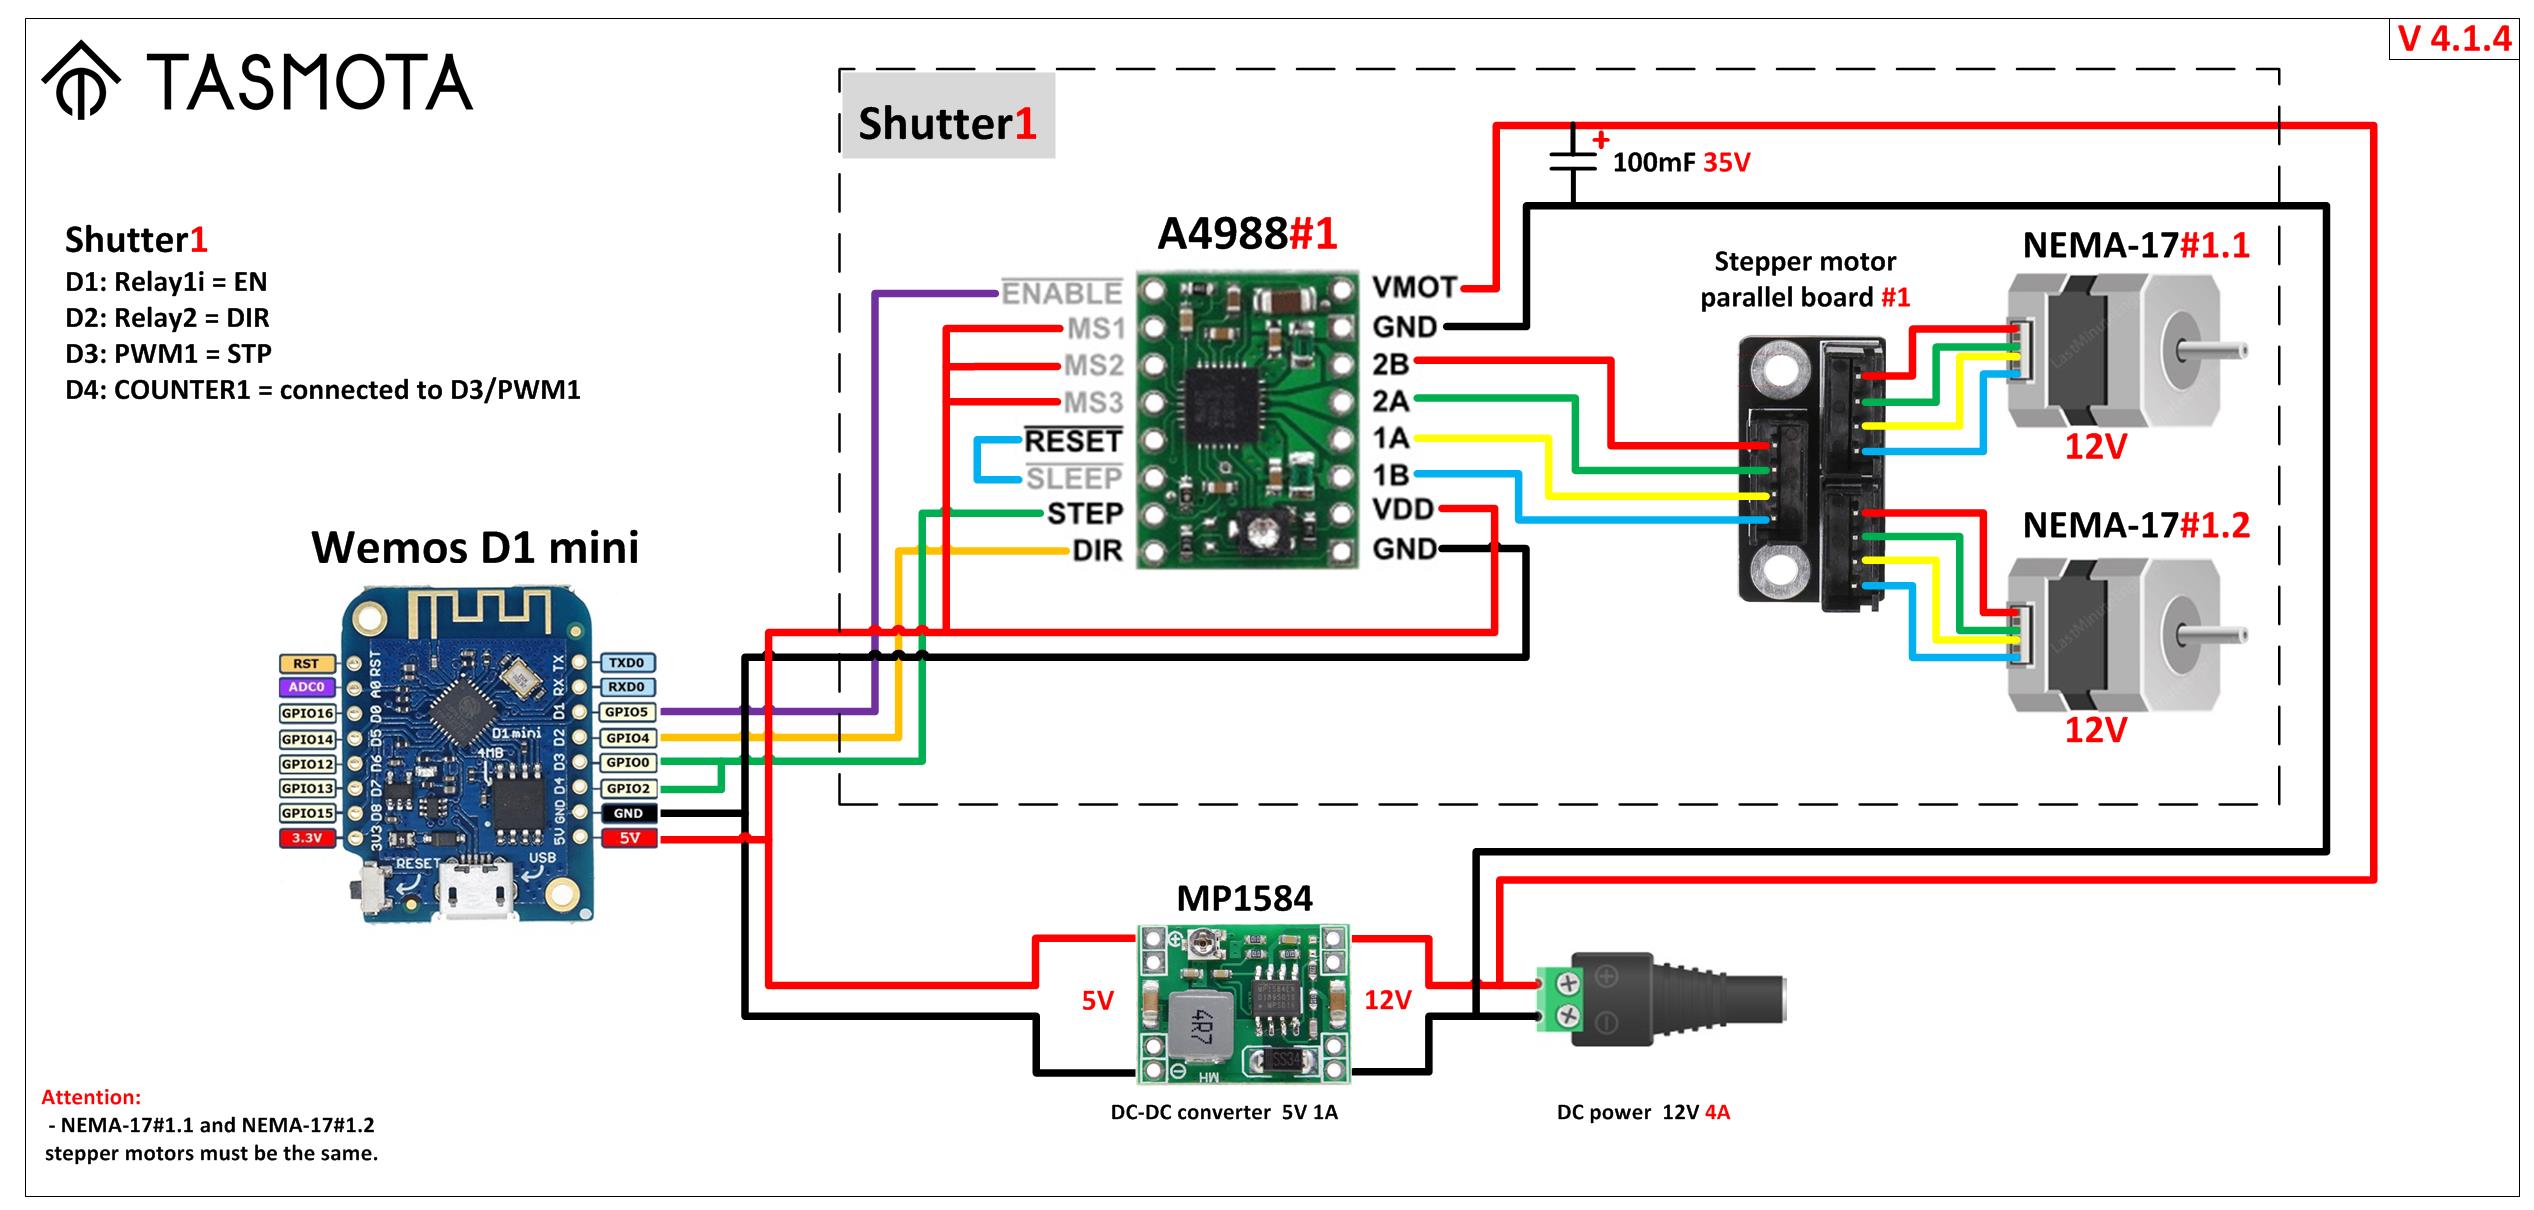 V 4.1.4
TASMOTA
Shutter1
100mF 35V
Shutter1
D1: Relay1i = EN
D2: Relay2 = DIR
D3: PWM1 = STP
D4: COUNTER1 = connected to D3/PWM1
A4988#1
ENABLE
MS1
MS2
MS3
RESET
SLEEP
STEP
DIR
VMOT
GND
2B
2A
1A
1B
VDD
GND
Stepper motor
parallel board #1
NEMA-17#1.1
12V
NEMA-17#1.2
12V
Wemos D1 mini
RST
ADC0
GPIO16
GPIO14
GPIO12
GPIO13
GPIO15
3.3V
RST
A0
D0
D5
D6
D7
D8
3V3
D1 mini
4MB
RESET
USB
TX
RX
D1
D2
D3
D4
GND
5V
TXD0
RXD0
GPIO5
GPIO4
GPIO0
GPIO2
GND
5V
MP1584
5V
4R7
SS34
MH
12V
DC-DC converter 5V 1A
DC power 12V 4A
Attention:
- NEMA-17#1.1 and NEMA-17#1.2
stepper motors must be the same.